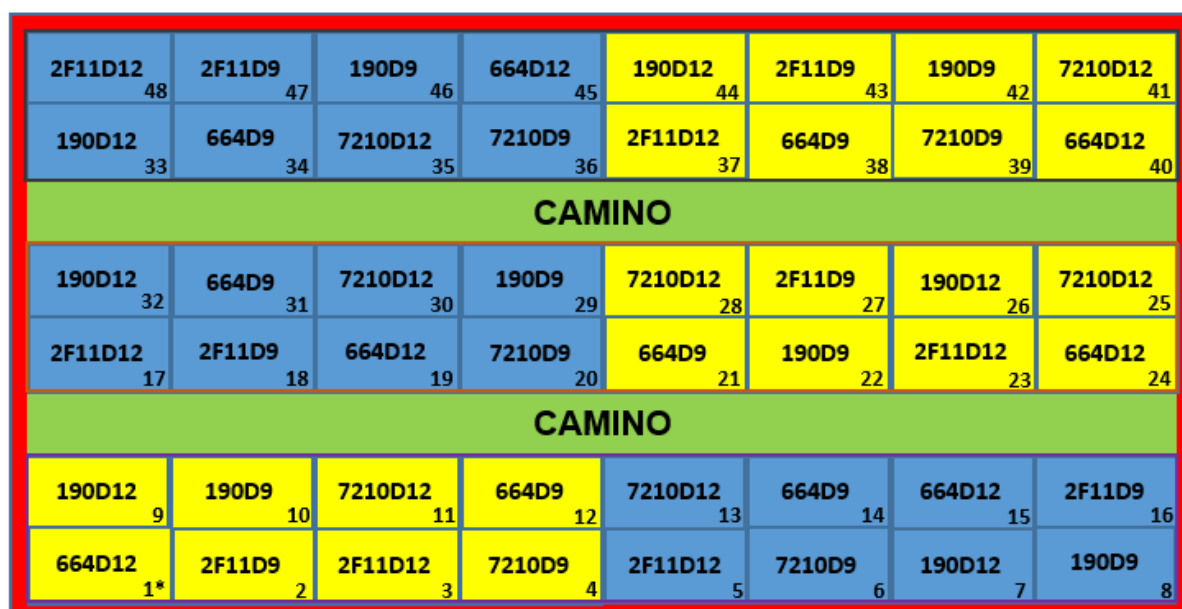 2F11D12 2F11D9 190D9 664D12 190D12 2F11D9 190D9 7210D12
48 47 46 45 44 43 42 41
190D12 664D9 7210D12 7210D9 2F11D12 664D9 7210D9 664D12
33 34 35 36 37 38 39 40
CAMINO
190D12 664D9 7210D12 190D9 7210D12 2F11D9 190D12 7210D12
32 31 30 29 28 27 26 25
2F11D12 2F11D9 664D12 7210D9 664D9 190D9 2F11D12 664D12
17 18 19 20 21 22 23 24
CAMINO
190D12 190D9 7210D12 664D9 7210D12 664D9 664D12 2F11D9
9 10 11 12 13 14 15 16
664D12 2F11D9 2F11D12 7210D9 2F11D12 7210D9 190D12 190D9
1* 2 3 4 5 6 7 8